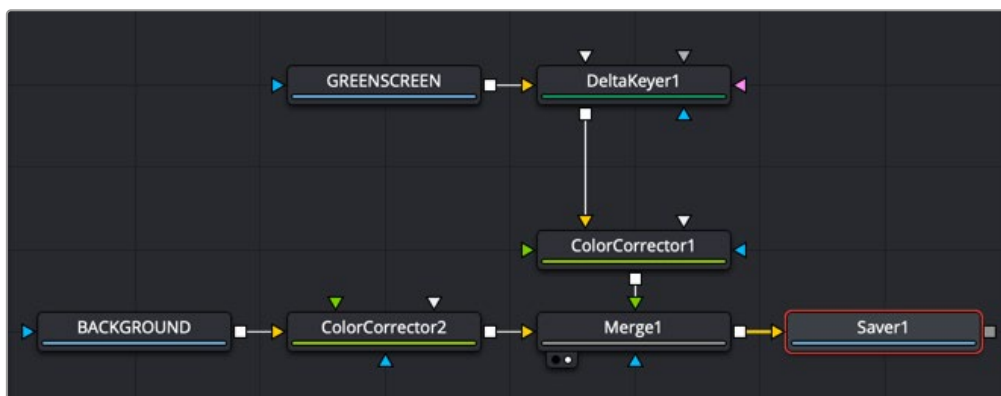 GREENSCREEN
DeltaKeyer1
ColorCorrector1
BACKGROUND
ColorCorrector2
Merge1
Saver1